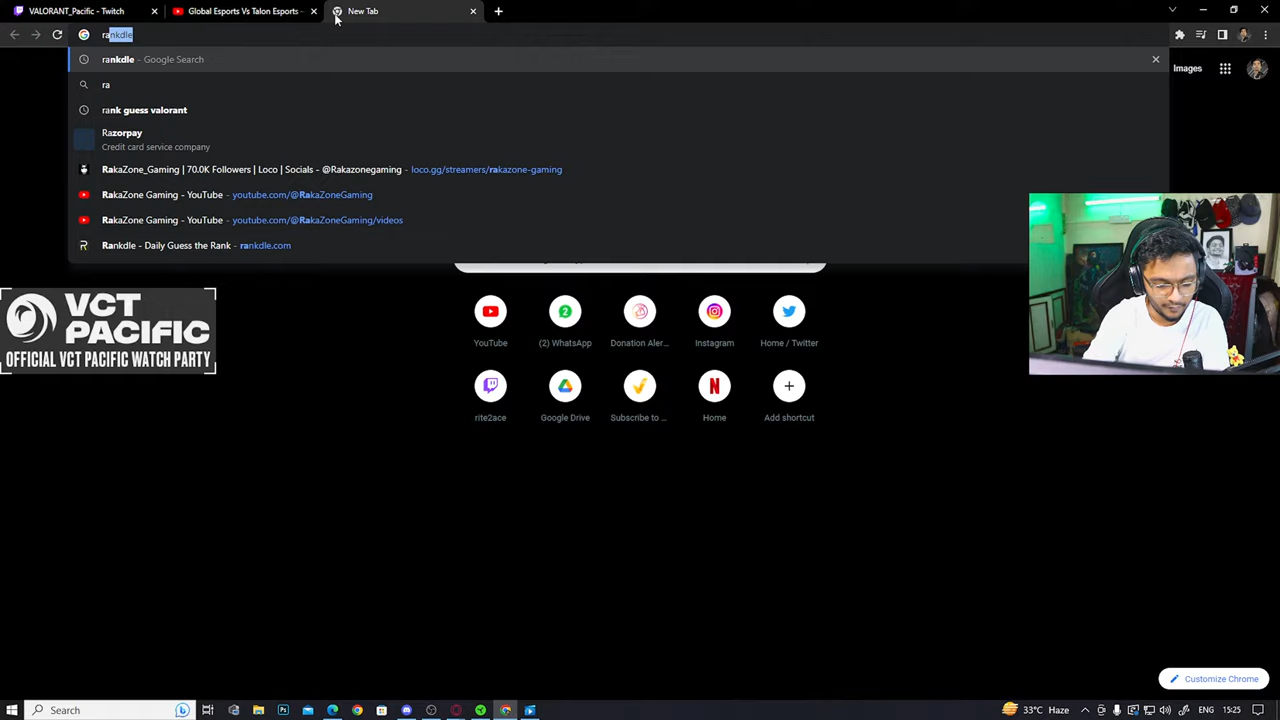 VALORANT_Pacific - Twitch
Global Esports Vs Talon Esports -
New Tab
rankdle
rankdle - Google Search
ra
rank guess valorant
Razorpay
Credit card service company
RakaZone_Gaming | 70.0K Followers | Loco | Socials - @Rakazonegaming - loco.gg/streamers/rakazone-gaming
RakaZone Gaming - YouTube - youtube.com/@RakaZoneGaming
RakaZone Gaming - YouTube - youtube.com/@RakaZoneGaming/videos
Rankdle - Daily Guess the Rank - rankdle.com
Images
VCT
PACIFIC
OFFICIAL VCT PACIFIC WATCH PARTY
YouTube
(2) WhatsApp
Donation Aler...
Instagram
Home / Twitter
rite2ace
Google Drive
Subscribe to ...
Home
Add shortcut
Customize Chrome
Search
33°C Haze
ENG
15:25